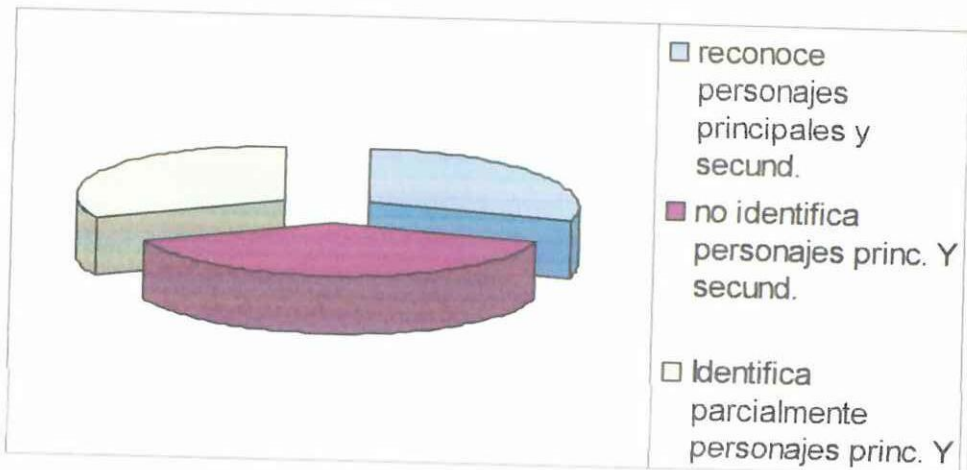 reconoce
personajes
principales y
secund.
no identifica
personajes princ. Y
secund.
Identifica
parcialmente
personajes princ. Y